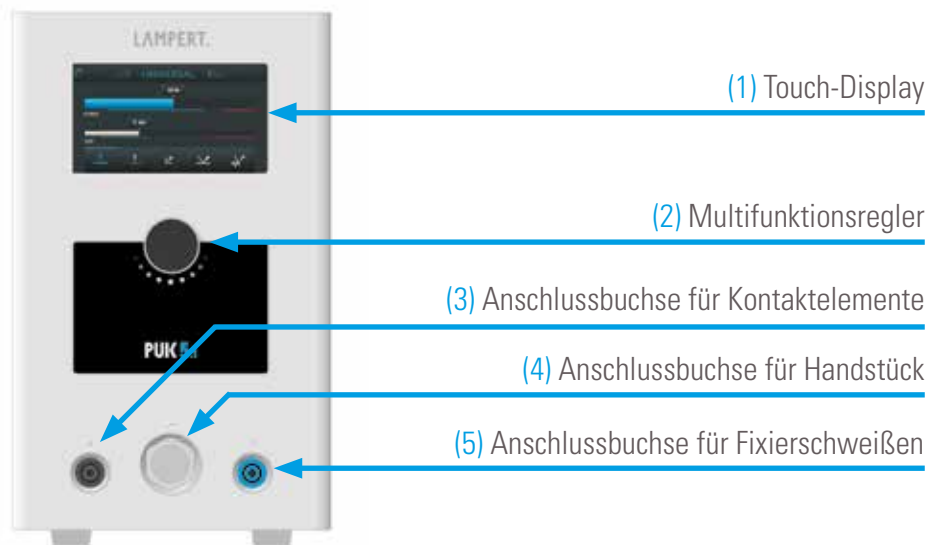 LAMPERT.
UNIVERSAL
(1) Touch-Display
(2) Multifunktionsregler
(3) Anschlussbuchse für Kontaktelemente
PUK
(4) Anschlussbuchse für Handstück
(5) Anschlussbuchse für Fixierschweißen